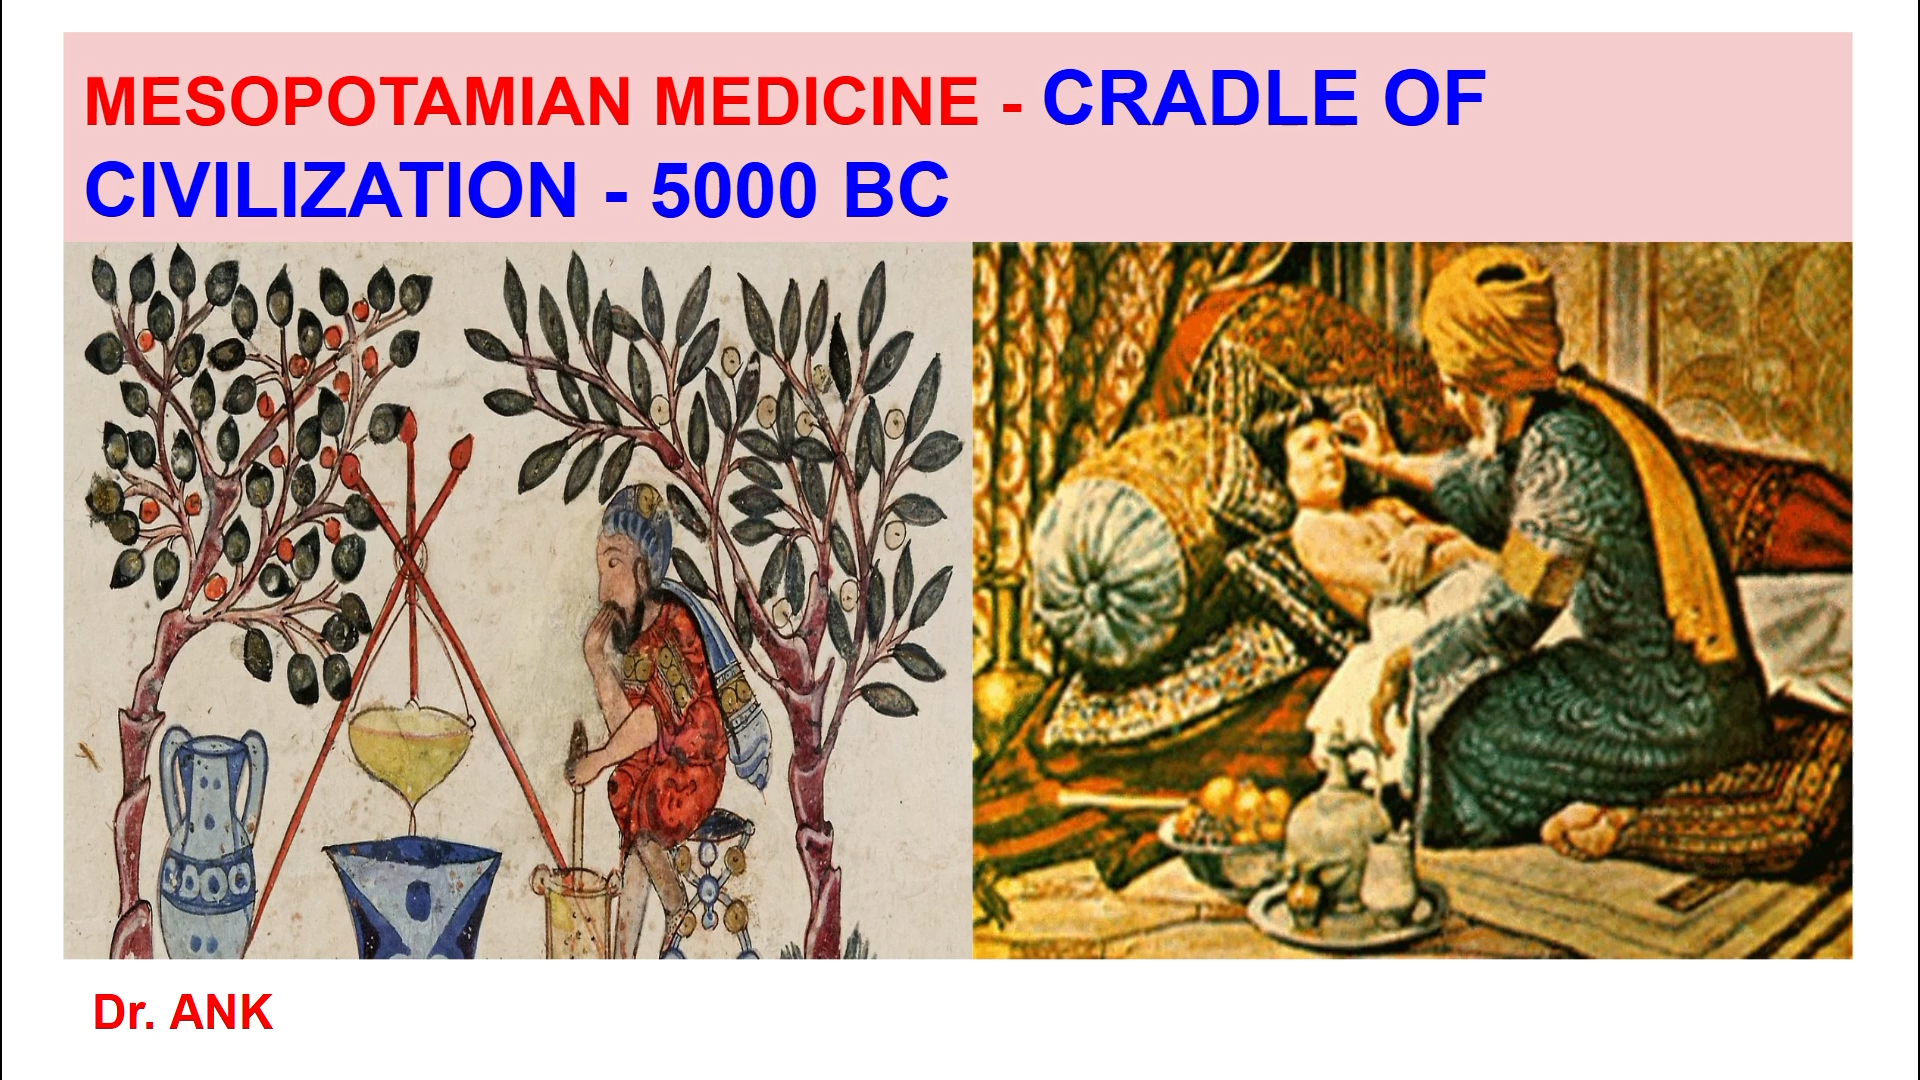 MESOPOTAMIAN MEDICINE - CRADLE OF
CIVILIZATION - 5000 BC
Dr. ANK